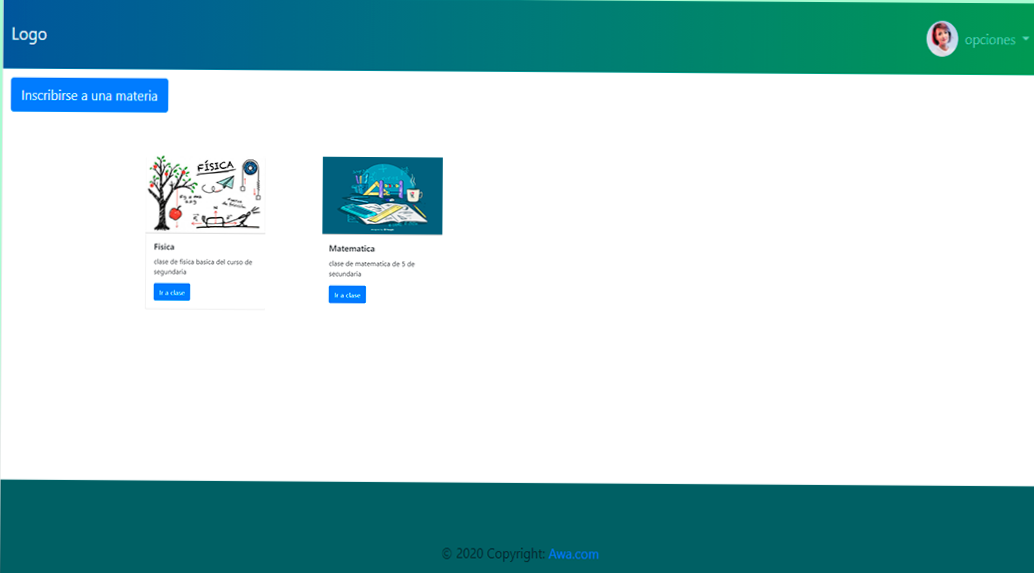 Logo
opciones
Inscribirse a una materia
FÍSICA
Fisica
clase de fisica basica del curso de
segundaria
Ir a clase
Matematica
clase de matematica de 5 de
secundaria
Ir a clase
© 2020 Copyright: Awa.com